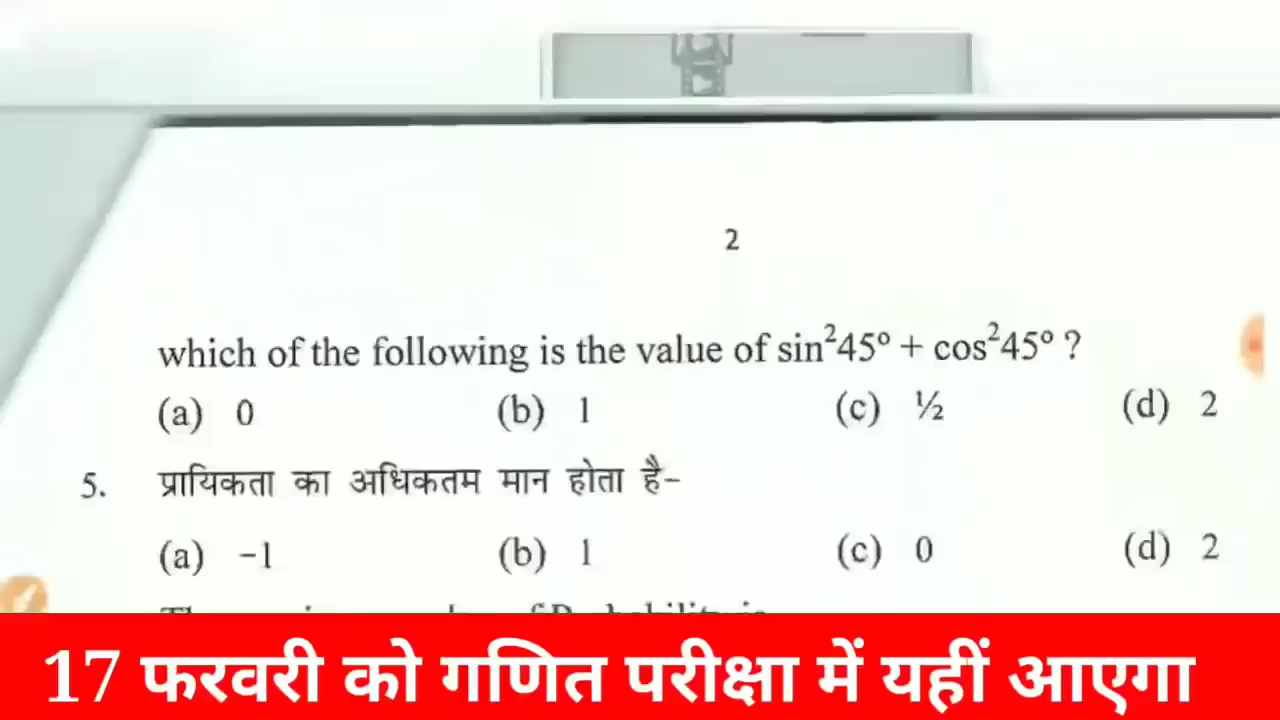 2
which of the following is the value of sin²45° + cos²45° ?
(a) 0 (b) 1 (c) ½ (d) 2
5. प्रायिकता का अधिकतम मान होता है-
(a) -1 (b) 1 (c) 0 (d) 2
17 फरवरी को गणित परीक्षा में यहीं आएगा